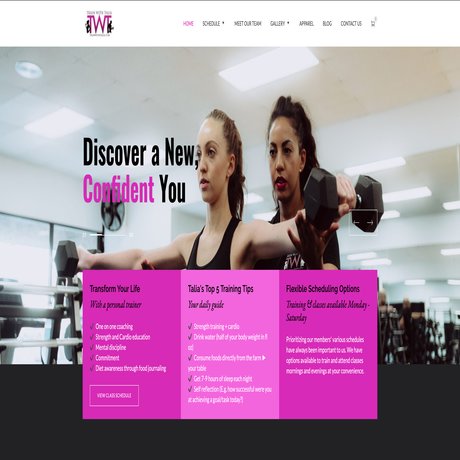 TRAIN WITH TALIA
TWT
HOME SCHEDULE MEET OUR TEAM GALLERY APPAREL BLOG CONTACT US
Discover a New,
Confident You
Transform Your Life
With a personal trainer
One on one coaching
Strength and Cardio education
Mental discipline
Commitment
Diet awareness through food journaling
VIEW CLASS SCHEDULE
Talia's Top 5 Training Tips
Your daily guide
Strength training + cardio
Drink water (half of your body weight in fl
oz)
Consume foods directly from the farm to
your table
Get 7-9 hours of sleep each night
Self reflection (E.g. how successful were you
at achieving a goal/task today?)
Flexible Scheduling Options
Training & classes available Monday -
Saturday
Prioritizing our members' various schedules
have always been important to us. We have
options available to train and attend classes
mornings and evenings at your convenience.